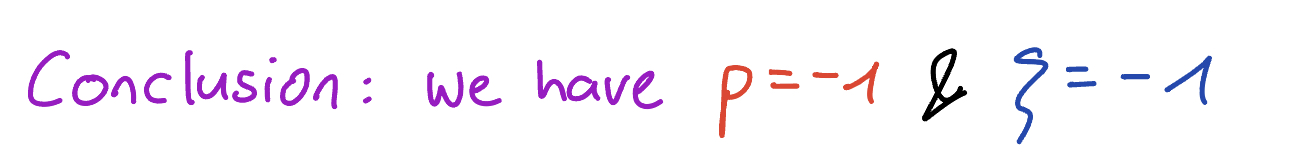 Conclusion: we have p=-1 & ξ=-1